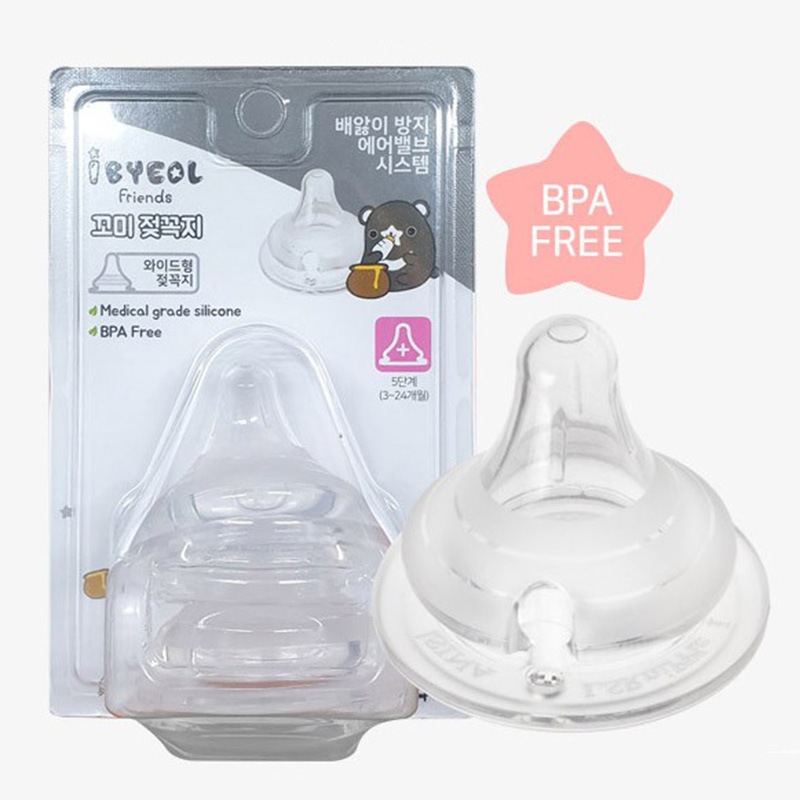 배앓이 방지
에어밸브
시스템
iBYEOL
Friends
꼬미 젖꼭지
와이드형
젖꼭지
Medical grade silicone
BPA Free
5단계
(3~24개월)
BPA
FREE